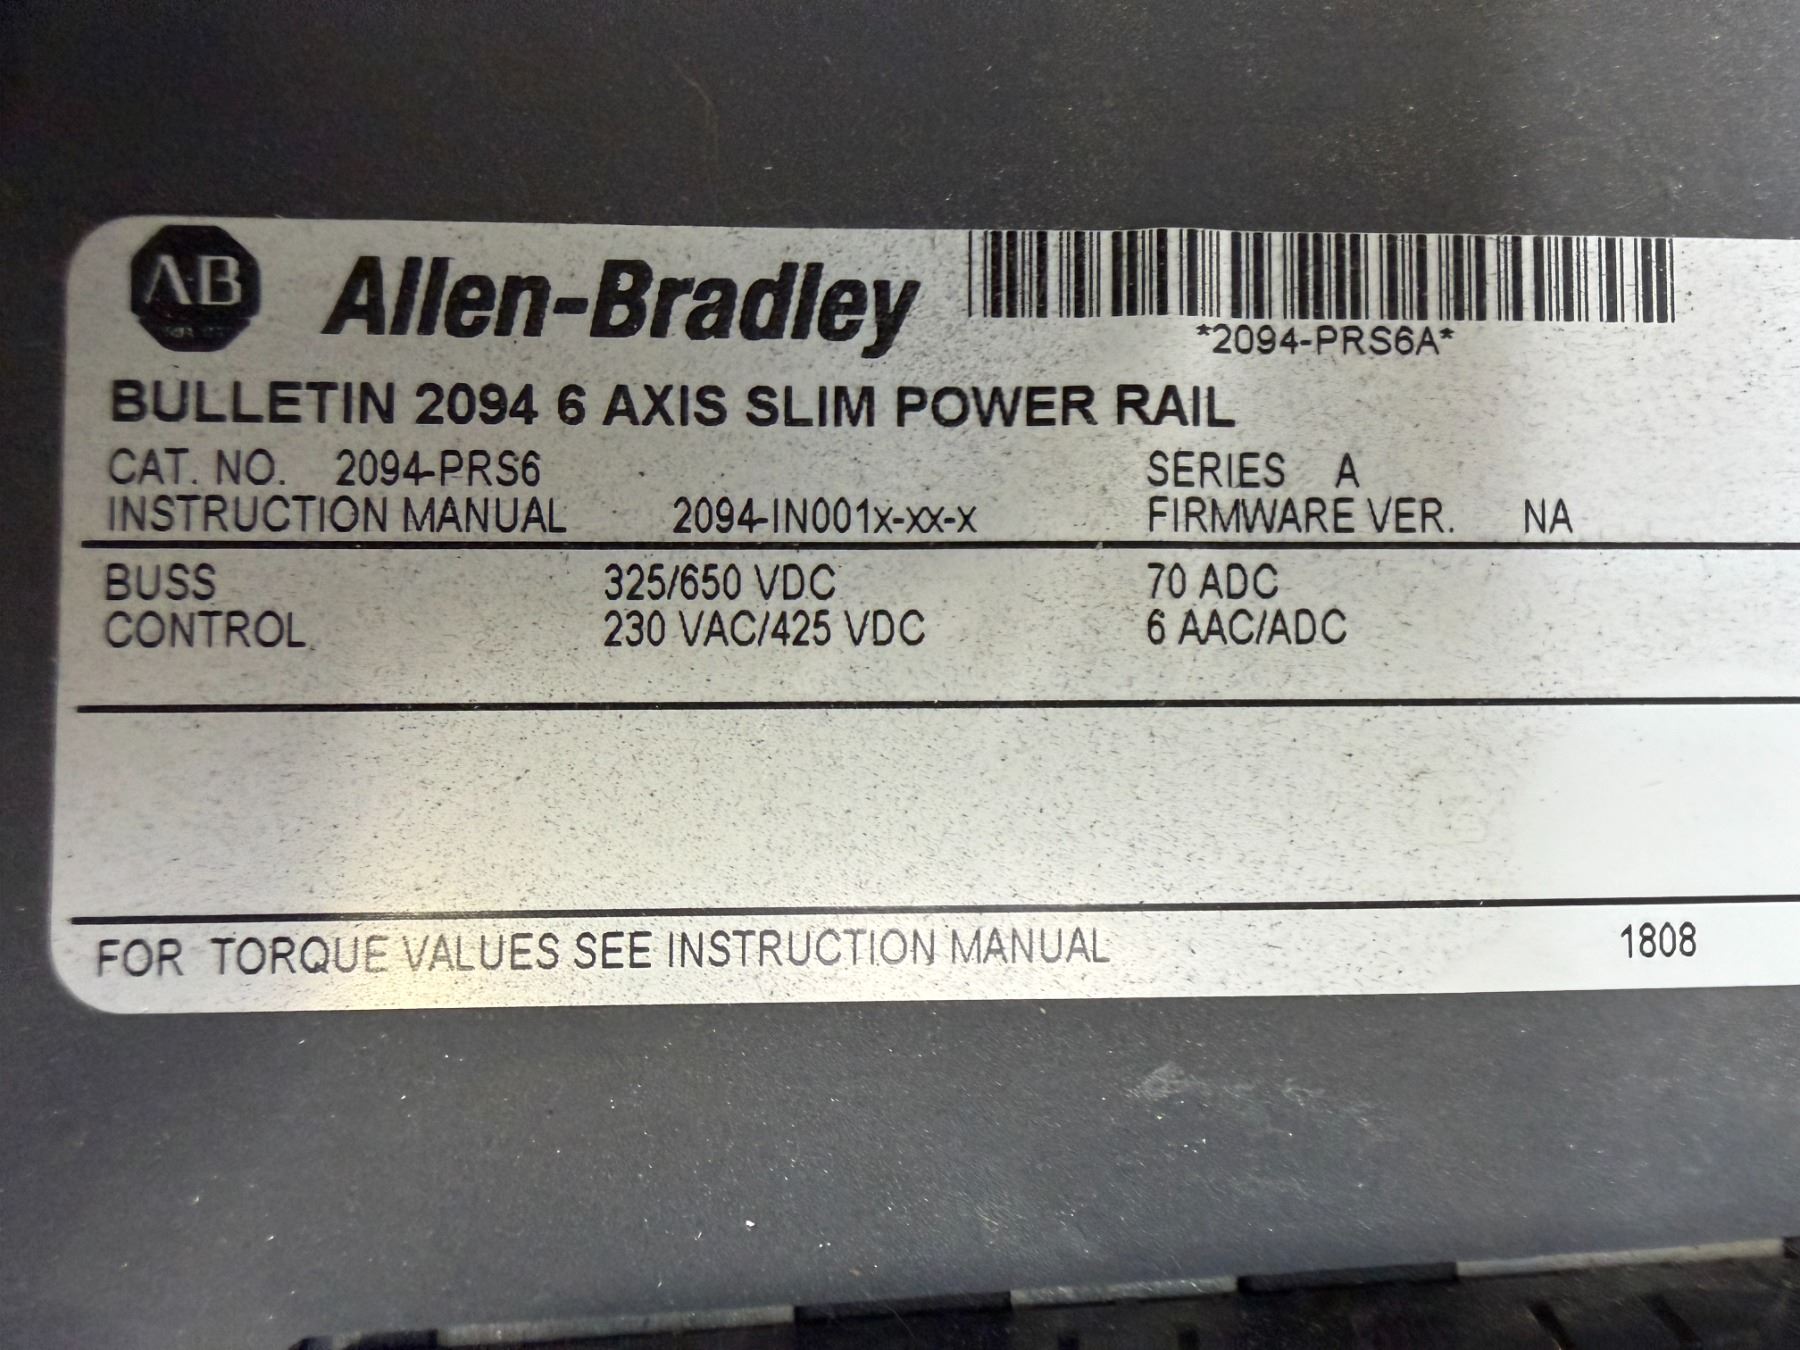 A·B Allen-Bradley
*2094-PRS6A*
BULLETIN 2094 6 AXIS SLIM POWER RAIL
CAT. NO. 2094-PRS6 SERIES A
INSTRUCTION MANUAL 2094-IN001x-xx-x FIRMWARE VER. NA
BUSS 325/650 VDC 70 ADC
CONTROL 230 VAC/425 VDC 6 AAC/ADC
FOR TORQUE VALUES SEE INSTRUCTION MANUAL 1808